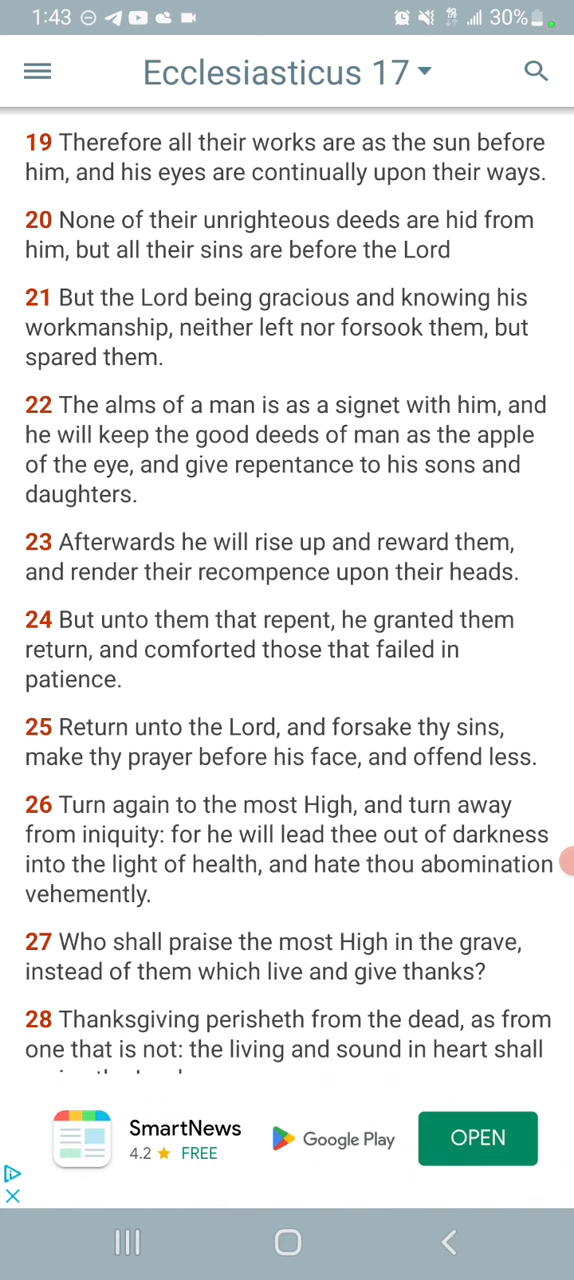 1:43
30%
Ecclesiasticus 17
19 Therefore all their works are as the sun before
him, and his eyes are continually upon their ways.
20 None of their unrighteous deeds are hid from
him, but all their sins are before the Lord
21 But the Lord being gracious and knowing his
workmanship, neither left nor forsook them, but
spared them.
22 The alms of a man is as a signet with him, and
he will keep the good deeds of man as the apple
of the eye, and give repentance to his sons and
daughters.
23 Afterwards he will rise up and reward them,
and render their recompence upon their heads.
24 But unto them that repent, he granted them
return, and comforted those that failed in
patience.
25 Return unto the Lord, and forsake thy sins,
make thy prayer before his face, and offend less.
26 Turn again to the most High, and turn away
from iniquity: for he will lead thee out of darkness
into the light of health, and hate thou abomination
vehemently.
27 Who shall praise the most High in the grave,
instead of them which live and give thanks?
28 Thanksgiving perisheth from the dead, as from
one that is not: the living and sound in heart shall
SmartNews
4.2 ★ FREE
Google Play
OPEN